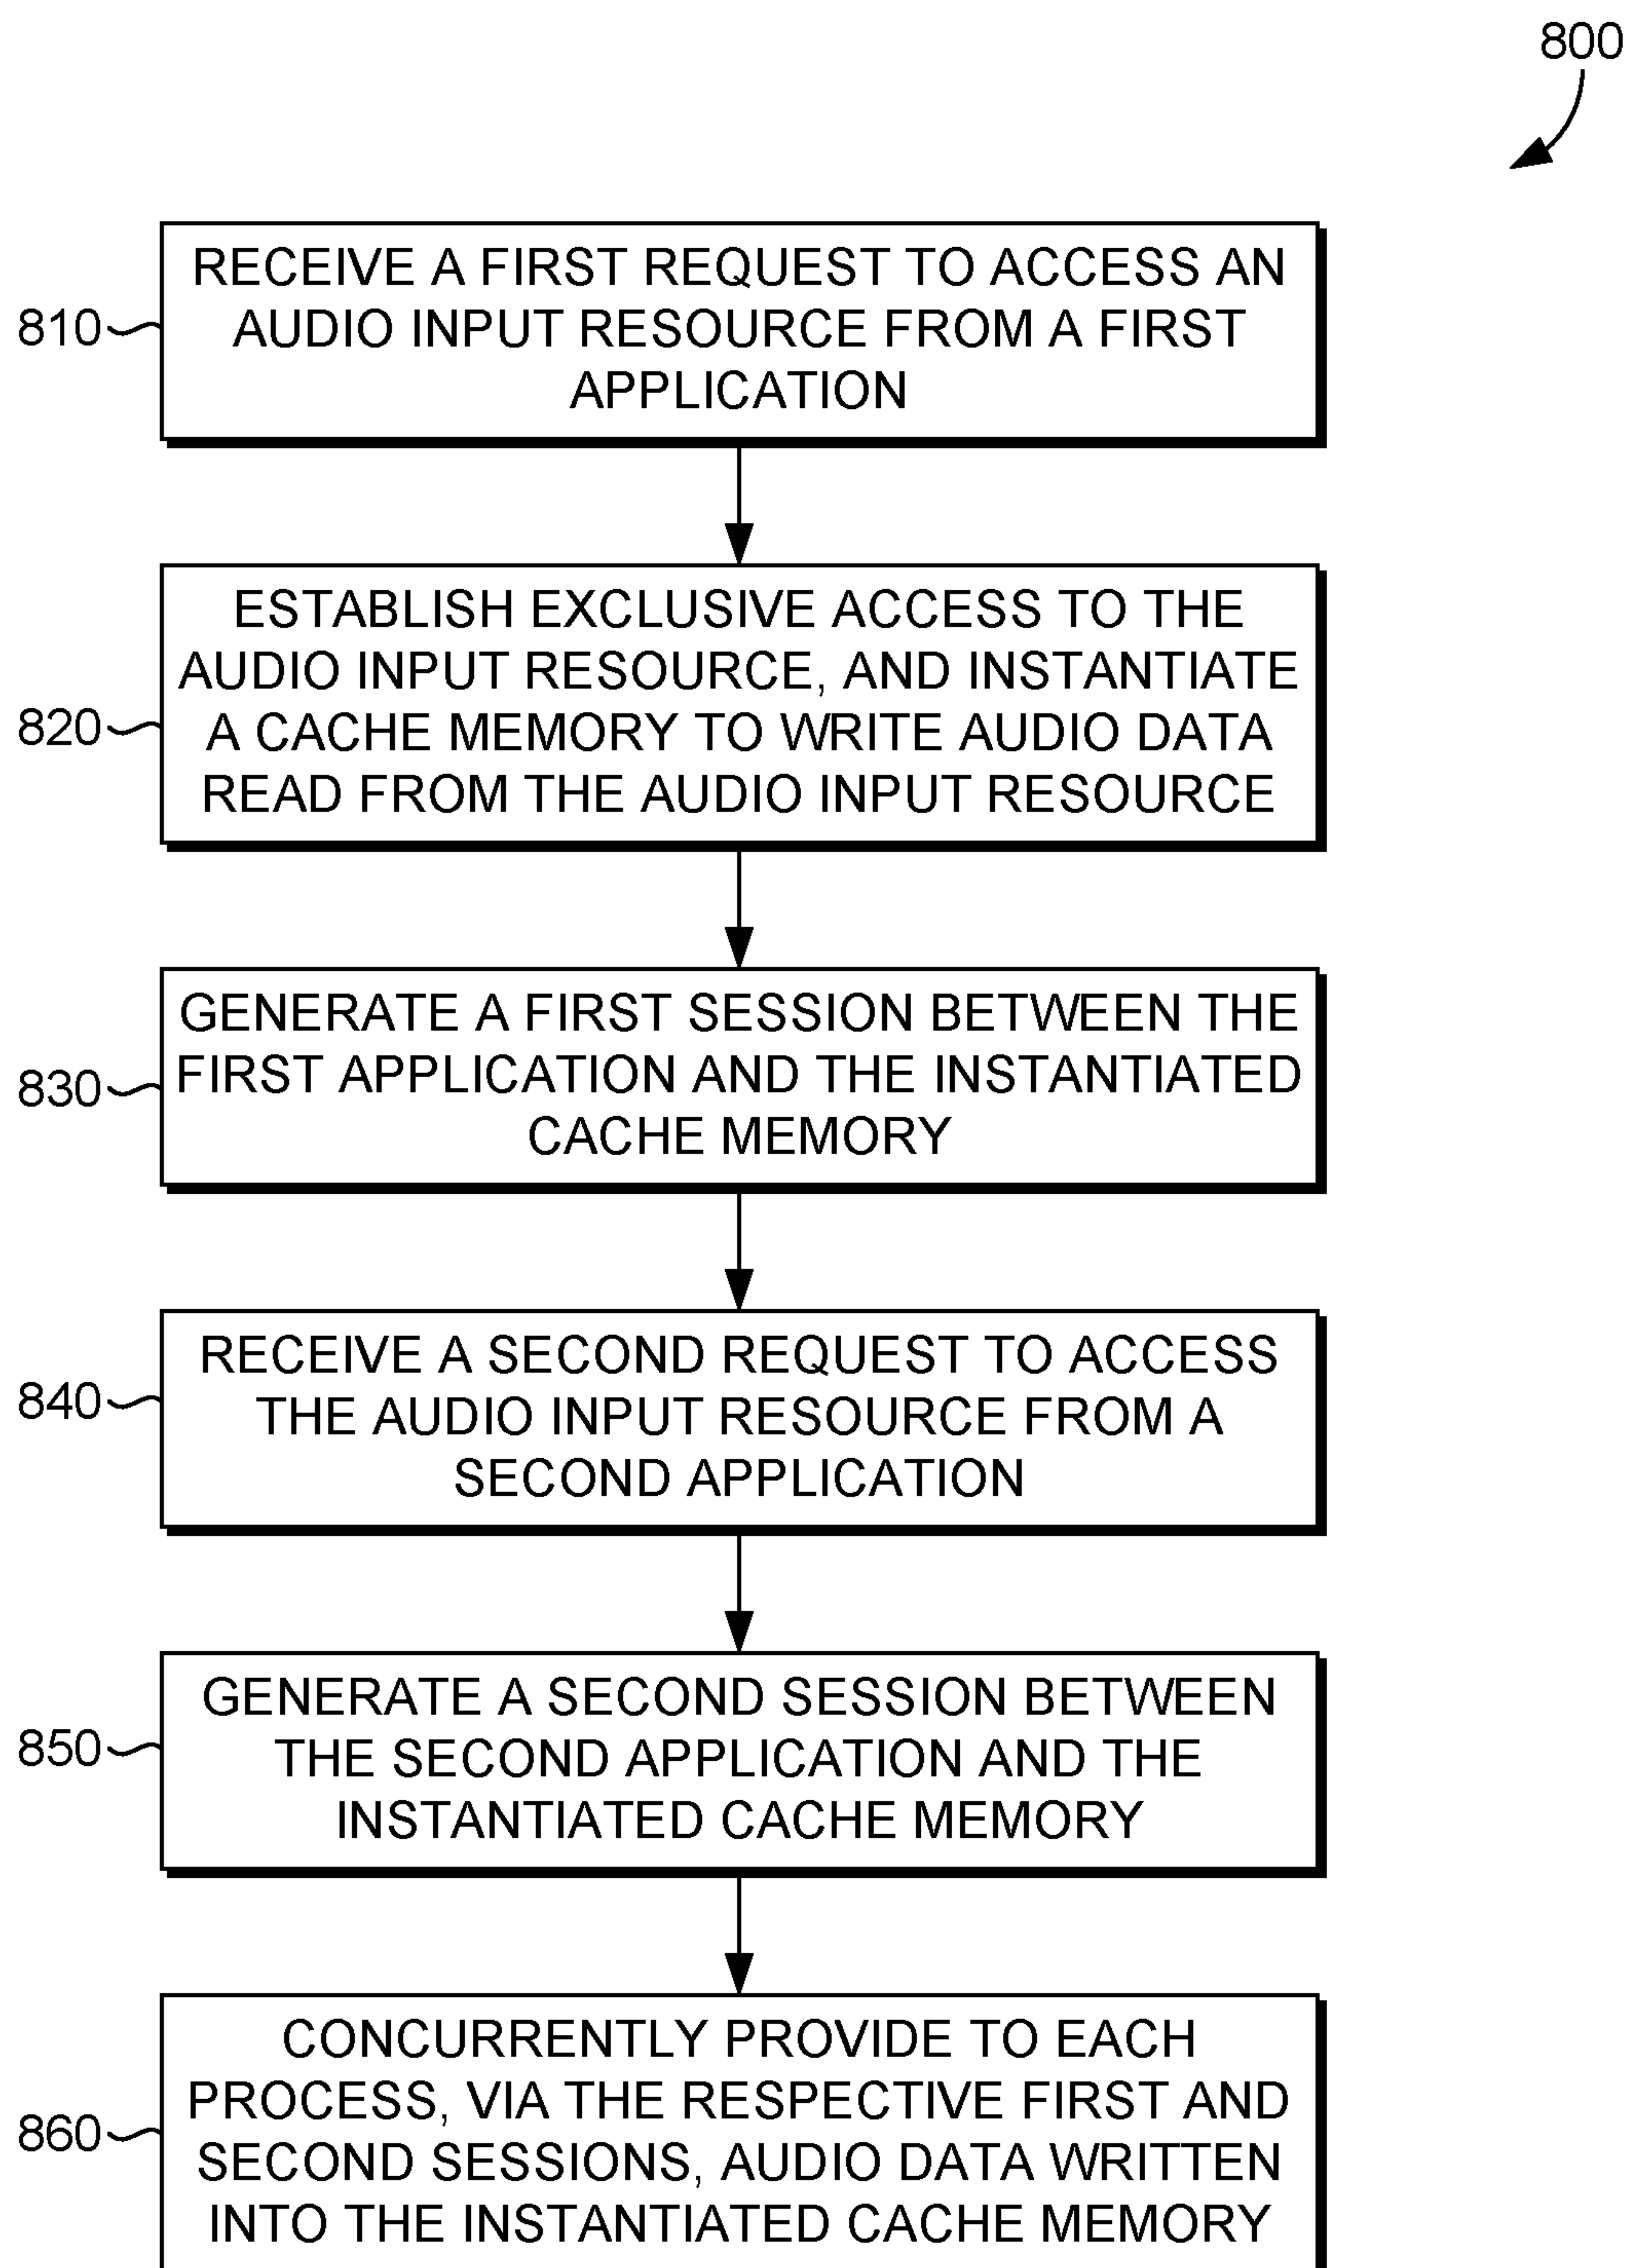 800
RECEIVE A FIRST REQUEST TO ACCESS AN
AUDIO INPUT RESOURCE FROM A FIRST
APPLICATION
810
ESTABLISH EXCLUSIVE ACCESS TO THE
AUDIO INPUT RESOURCE, AND INSTANTIATE
A CACHE MEMORY TO WRITE AUDIO DATA
READ FROM THE AUDIO INPUT RESOURCE
820
GENERATE A FIRST SESSION BETWEEN THE
FIRST APPLICATION AND THE INSTANTIATED
CACHE MEMORY
830
RECEIVE A SECOND REQUEST TO ACCESS
THE AUDIO INPUT RESOURCE FROM A
SECOND APPLICATION
840
GENERATE A SECOND SESSION BETWEEN
THE SECOND APPLICATION AND THE
INSTANTIATED CACHE MEMORY
850
CONCURRENTLY PROVIDE TO EACH
PROCESS, VIA THE RESPECTIVE FIRST AND
SECOND SESSIONS, AUDIO DATA WRITTEN
INTO THE INSTANTIATED CACHE MEMORY
860